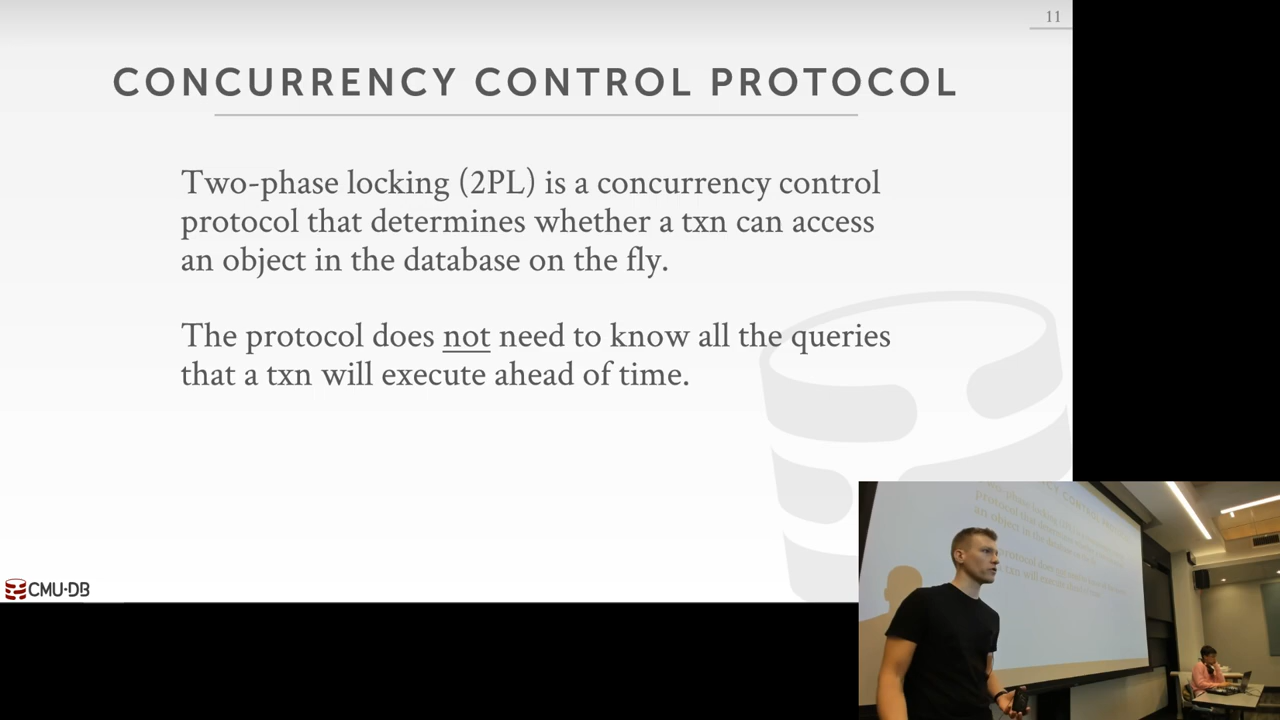 11
CONCURRENCY CONTROL PROTOCOL
Two-phase locking (2PL) is a concurrency control
protocol that determines whether a txn can access
an object in the database on the fly.
The protocol does not need to know all the queries
that a txn will execute ahead of time.
CMU·DB